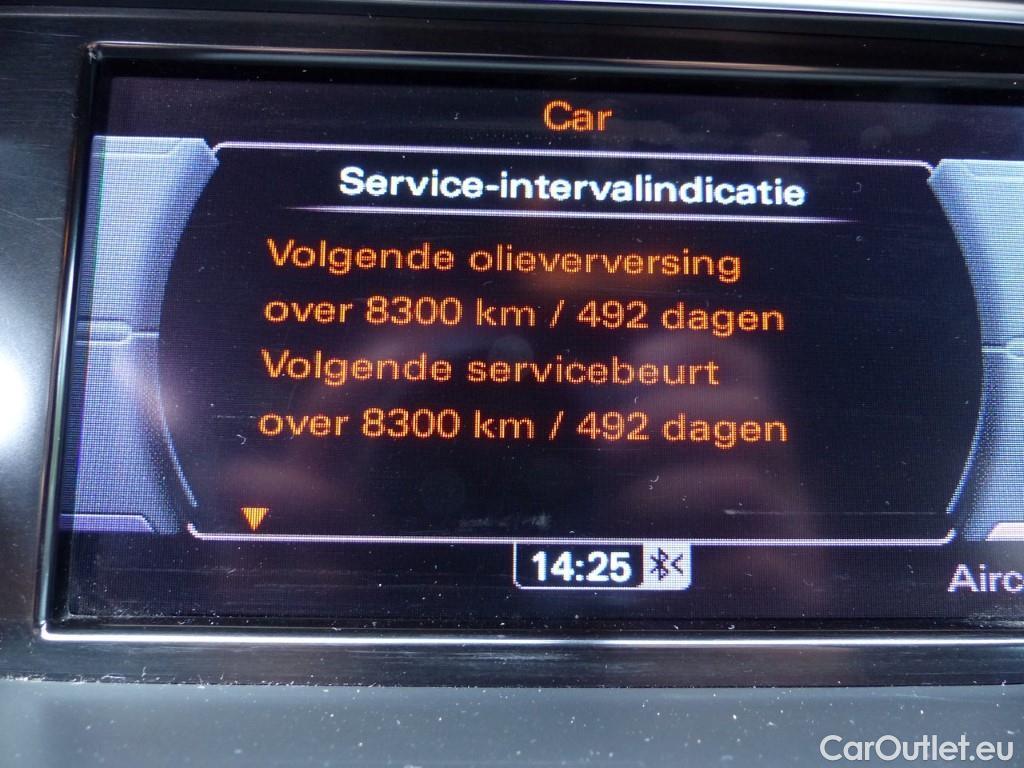 Car
Service-intervalindicatie
Volgende olieverversing
over 8300 km / 492 dagen
Volgende servicebeurt
over 8300 km / 492 dagen
14:25
Airc
CarOutlet.eu